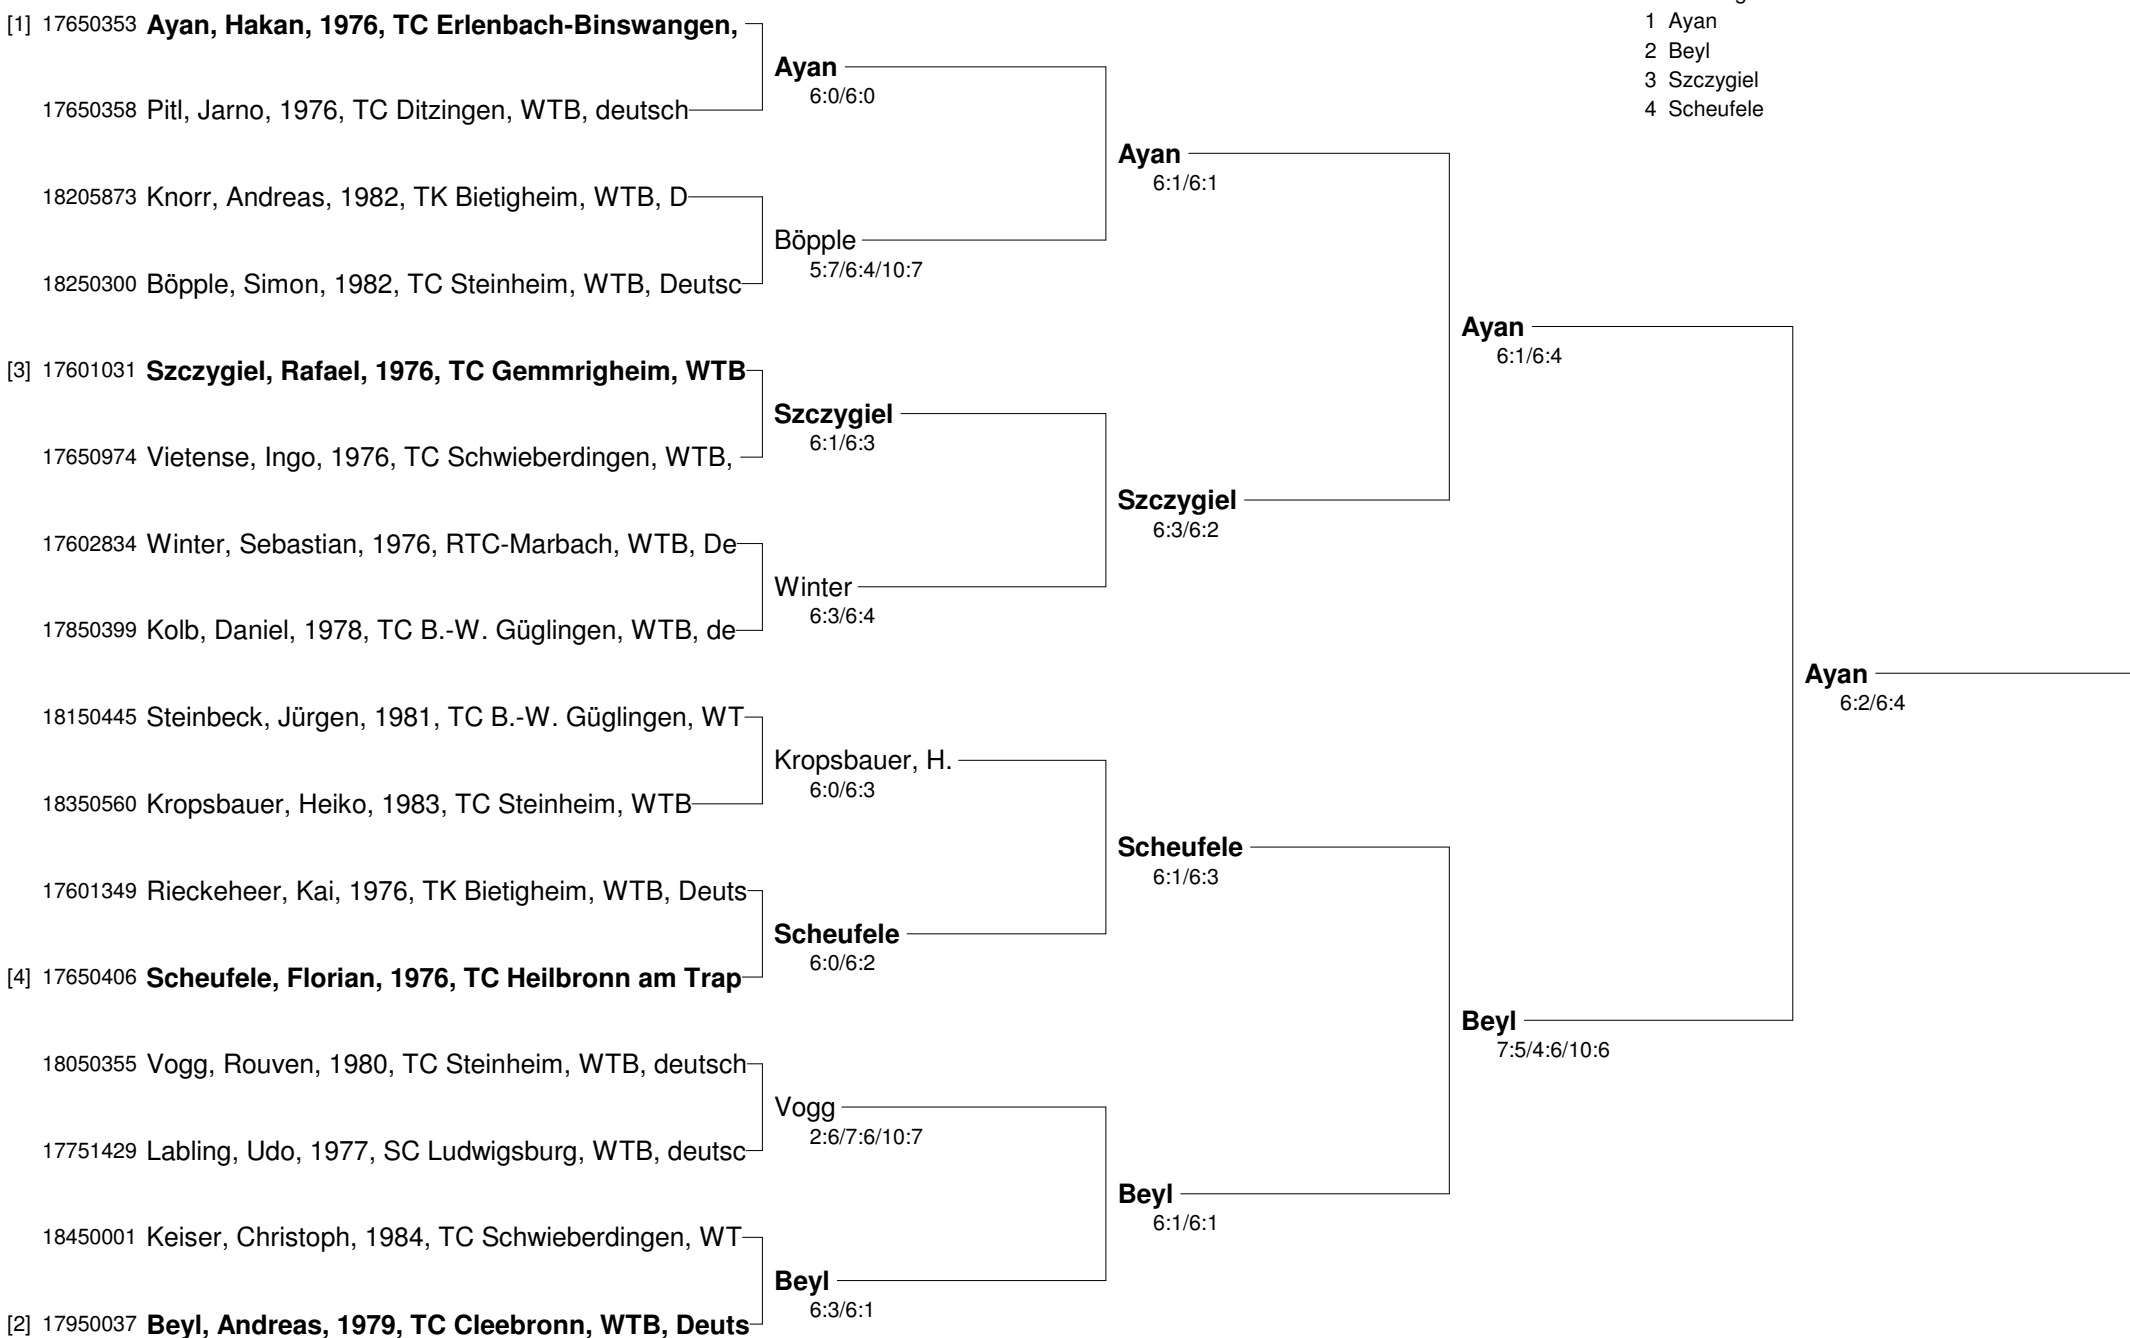 [1] 17650353 Ayan, Hakan, 1976, TC Erlenbach-Binswangen,
17650358 Pitl, Jarno, 1976, TC Ditzingen, WTB, deutsch
18205873 Knorr, Andreas, 1982, TK Bietigheim, WTB, D
18250300 Böpple, Simon, 1982, TC Steinheim, WTB, Deutsc
[3] 17601031 Szczygiel, Rafael, 1976, TC Gemmrigheim, WTB
17650974 Vietense, Ingo, 1976, TC Schwieberdingen, WTB,
17602834 Winter, Sebastian, 1976, RTC-Marbach, WTB, De
17850399 Kolb, Daniel, 1978, TC B.-W. Güglingen, WTB, de
18150445 Steinbeck, Jürgen, 1981, TC B.-W. Güglingen, WT
18350560 Kropsbauer, Heiko, 1983, TC Steinheim, WTB
17601349 Rieckeheer, Kai, 1976, TK Bietigheim, WTB, Deuts
[4] 17650406 Scheufele, Florian, 1976, TC Heilbronn am Trap
18050355 Vogg, Rouven, 1980, TC Steinheim, WTB, deutsch
17751429 Labling, Udo, 1977, SC Ludwigsburg, WTB, deutsc
18450001 Keiser, Christoph, 1984, TC Schwieberdingen, WT
[2] 17950037 Beyl, Andreas, 1979, TC Cleebronn, WTB, Deuts
Ayan
6:0/6:0
Böpple
5:7/6:4/10:7
Szczygiel
6:1/6:3
Winter
6:3/6:4
Kropsbauer, H.
6:0/6:3
Scheufele
6:0/6:2
Vogg
2:6/7:6/10:7
Beyl
6:3/6:1
Ayan
6:1/6:1
Szczygiel
6:3/6:2
Scheufele
6:1/6:3
Beyl
6:1/6:1
Ayan
6:1/6:4
Beyl
7:5/4:6/10:6
Ayan
6:2/6:4
1 Ayan
2 Beyl
3 Szczygiel
4 Scheufele